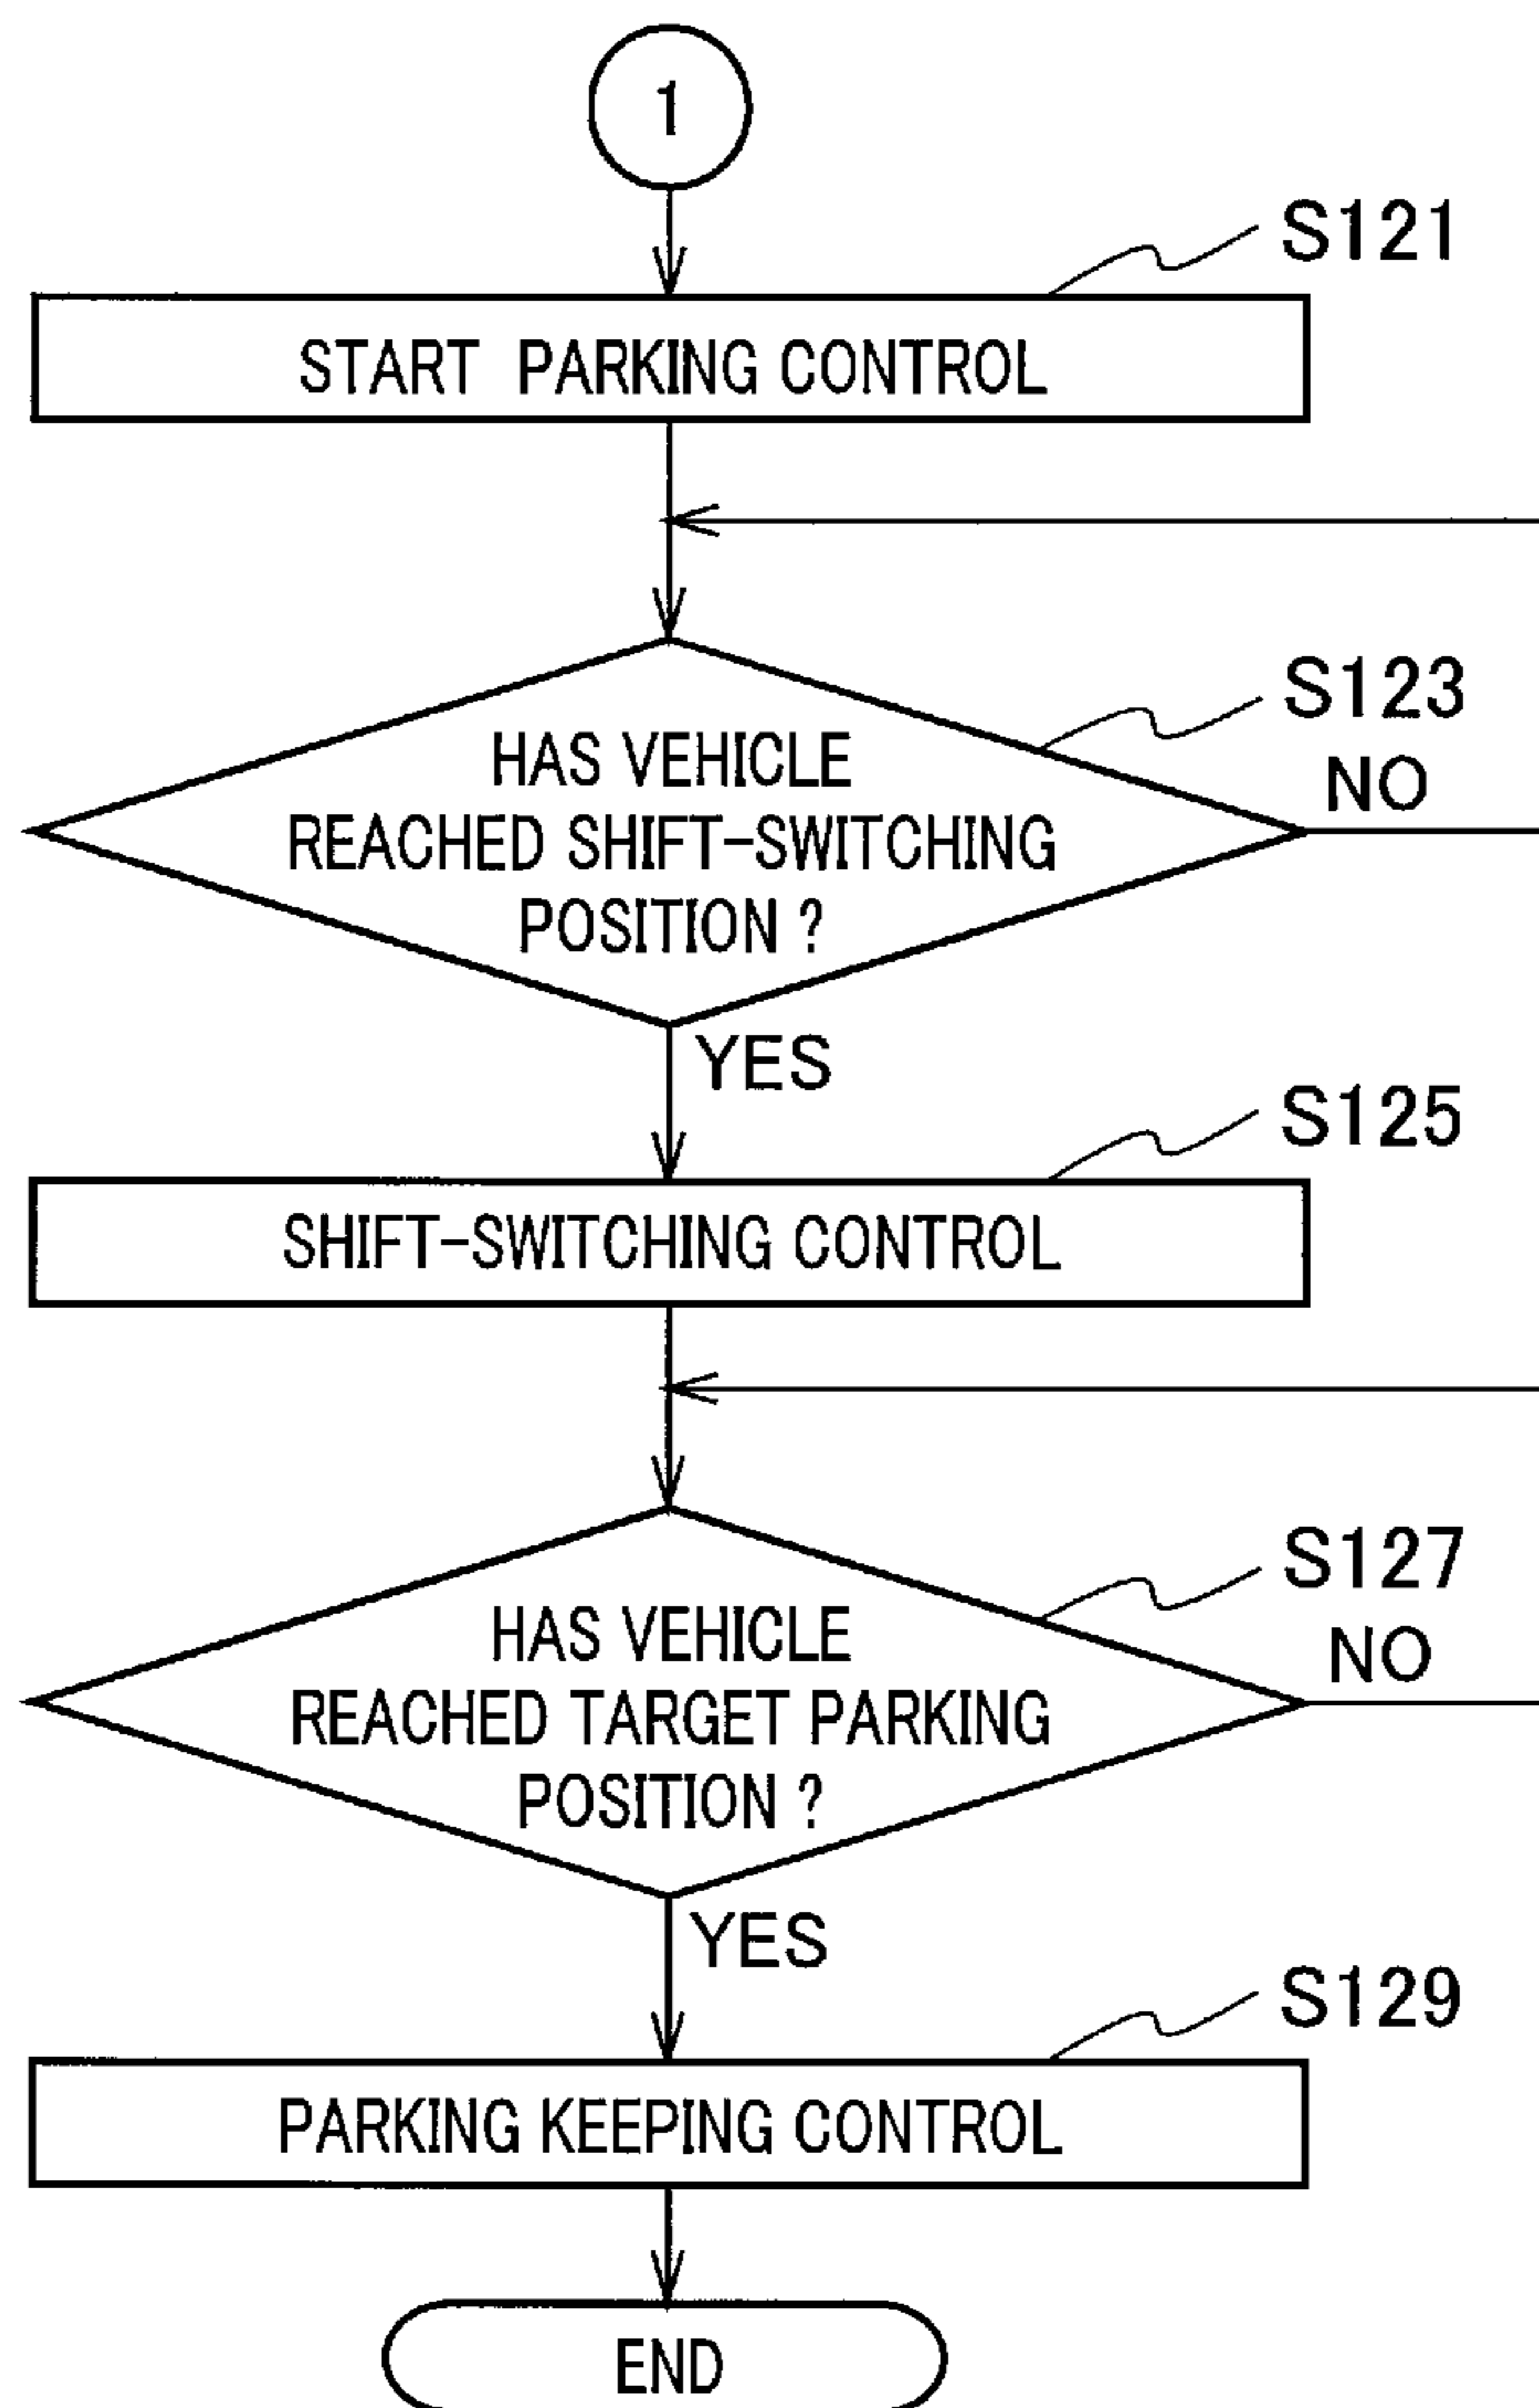 1
S121
START PARKING CONTROL
S123
HAS VEHICLE
REACHED SHIFT-SWITCHING
POSITION ?
NO
YES
S125
SHIFT-SWITCHING CONTROL
S127
HAS VEHICLE
REACHED TARGET PARKING
POSITION ?
NO
YES
S129
PARKING KEEPING CONTROL
END